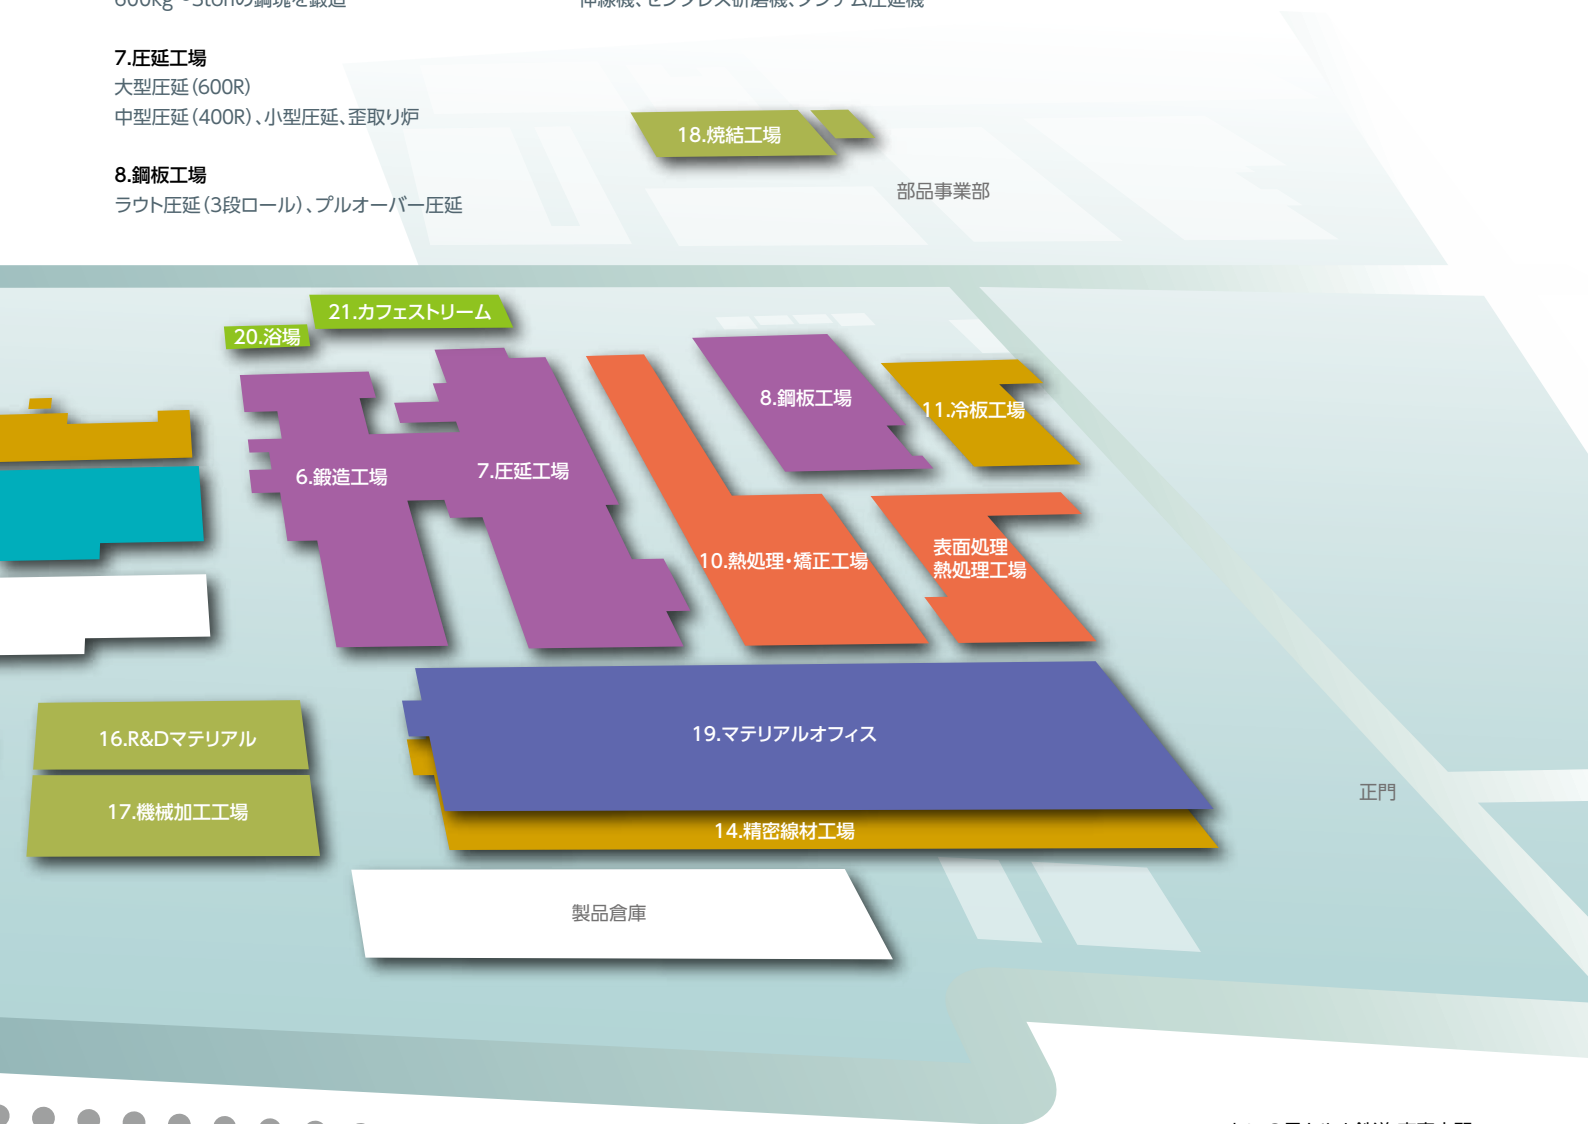 7.圧延工場
大型圧延(600R)
中型圧延(400R)、小型圧延、歪取り炉
8.鋼板工場
ラウト圧延(3段ロール)、プルオーバー圧延
18.焼結工場
部品事業部
21.カフェストリーム
20.浴場
8.鋼板工場
11.冷板工場
6.鍛造工場
7.圧延工場
10.熱処理・矯正工場
表面処理
熱処理工場
19.マテリアルオフィス
16.R&Dマテリアル
17.機械加工工場
14.精密線材工場
正門
製品倉庫